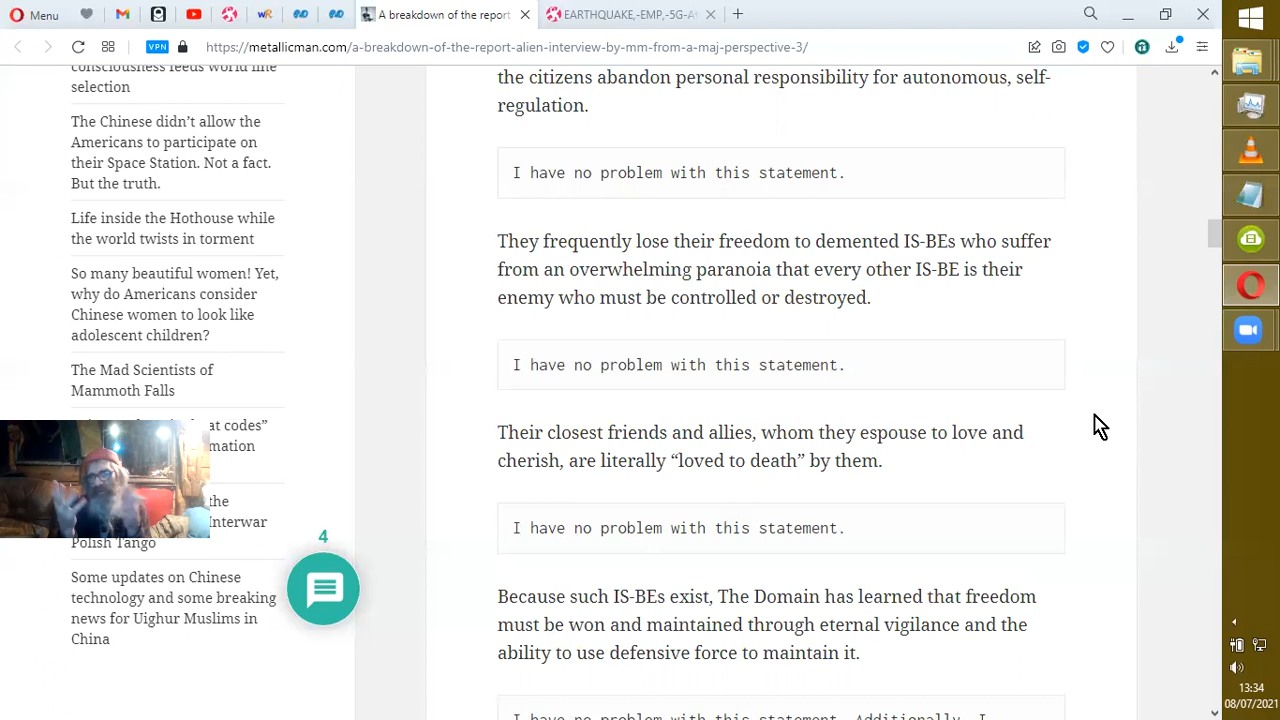 Menu
A breakdown of the report
EARTHQUAKE,-EMP,-5G-A
VPN
https://metallicman.com/a-breakdown-of-the-report-alien-interview-by-mm-from-a-maj-perspective-3/
consciousness feeds world line
selection
The Chinese didn’t allow the
Americans to participate on
their Space Station. Not a fact.
But the truth.
Life inside the Hothouse while
the world twists in torment
So many beautiful women! Yet,
why do Americans consider
Chinese women to look like
adolescent children?
The Mad Scientists of
Mammoth Falls
at codes”
mation
the
Interwar
Polish Tango
Some updates on Chinese
technology and some breaking
news for Uighur Muslims in
China
4
the citizens abandon personal responsibility for autonomous, self-
regulation.
I have no problem with this statement.
They frequently lose their freedom to demented IS-BEs who suffer
from an overwhelming paranoia that every other IS-BE is their
enemy who must be controlled or destroyed.
I have no problem with this statement.
Their closest friends and allies, whom they espouse to love and
cherish, are literally “loved to death” by them.
I have no problem with this statement.
Because such IS-BEs exist, The Domain has learned that freedom
must be won and maintained through eternal vigilance and the
ability to use defensive force to maintain it.
I have no problem with this statement. Additionally, I
13:34
08/07/2021